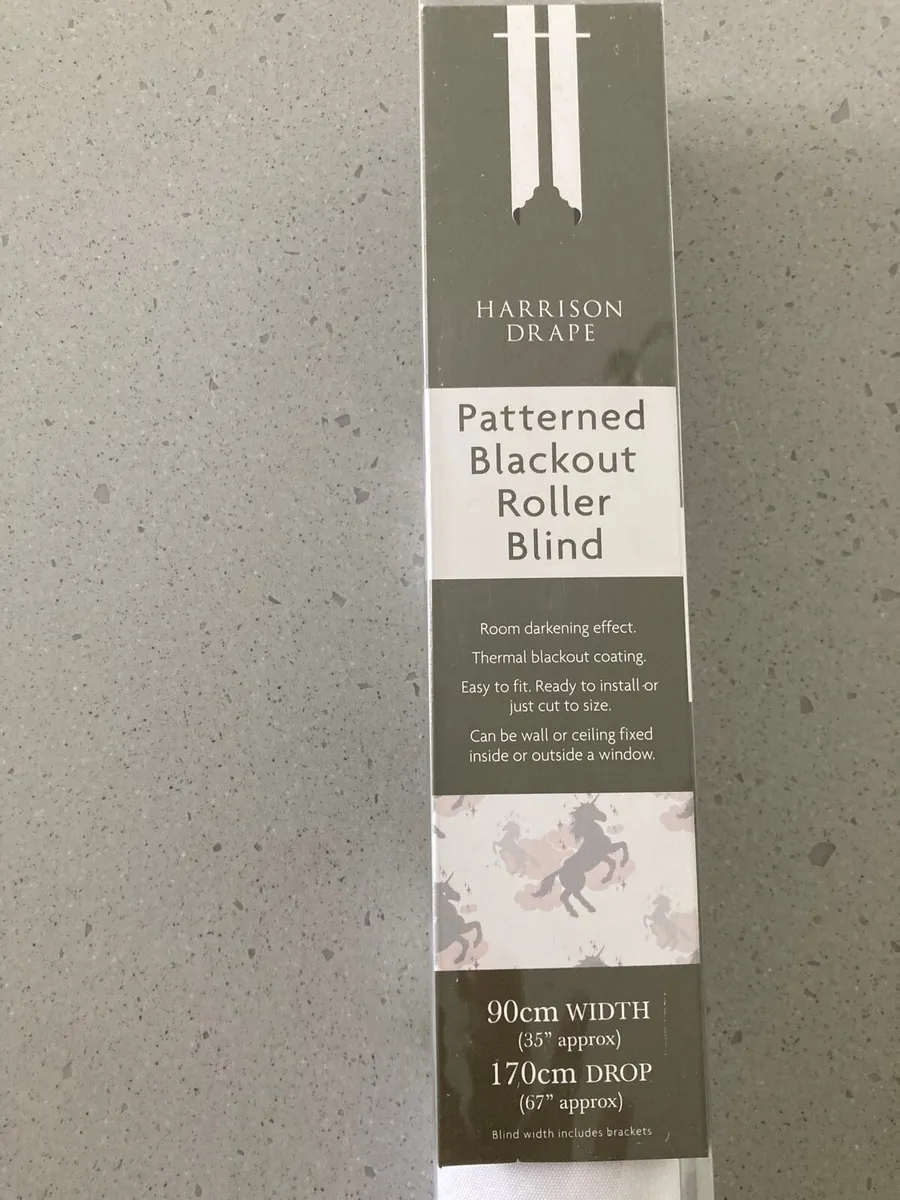 HARRISON
DRAPE
Patterned
Blackout
Roller
Blind
Room darkening effect.
Thermal blackout coating.
Easy to fit. Ready to install or
just cut to size.
Can be wall or ceiling fixed
inside or outside a window.
90cm WIDTH
(35” approx)
170cm DROP
(67” approx)
Blind width includes brackets